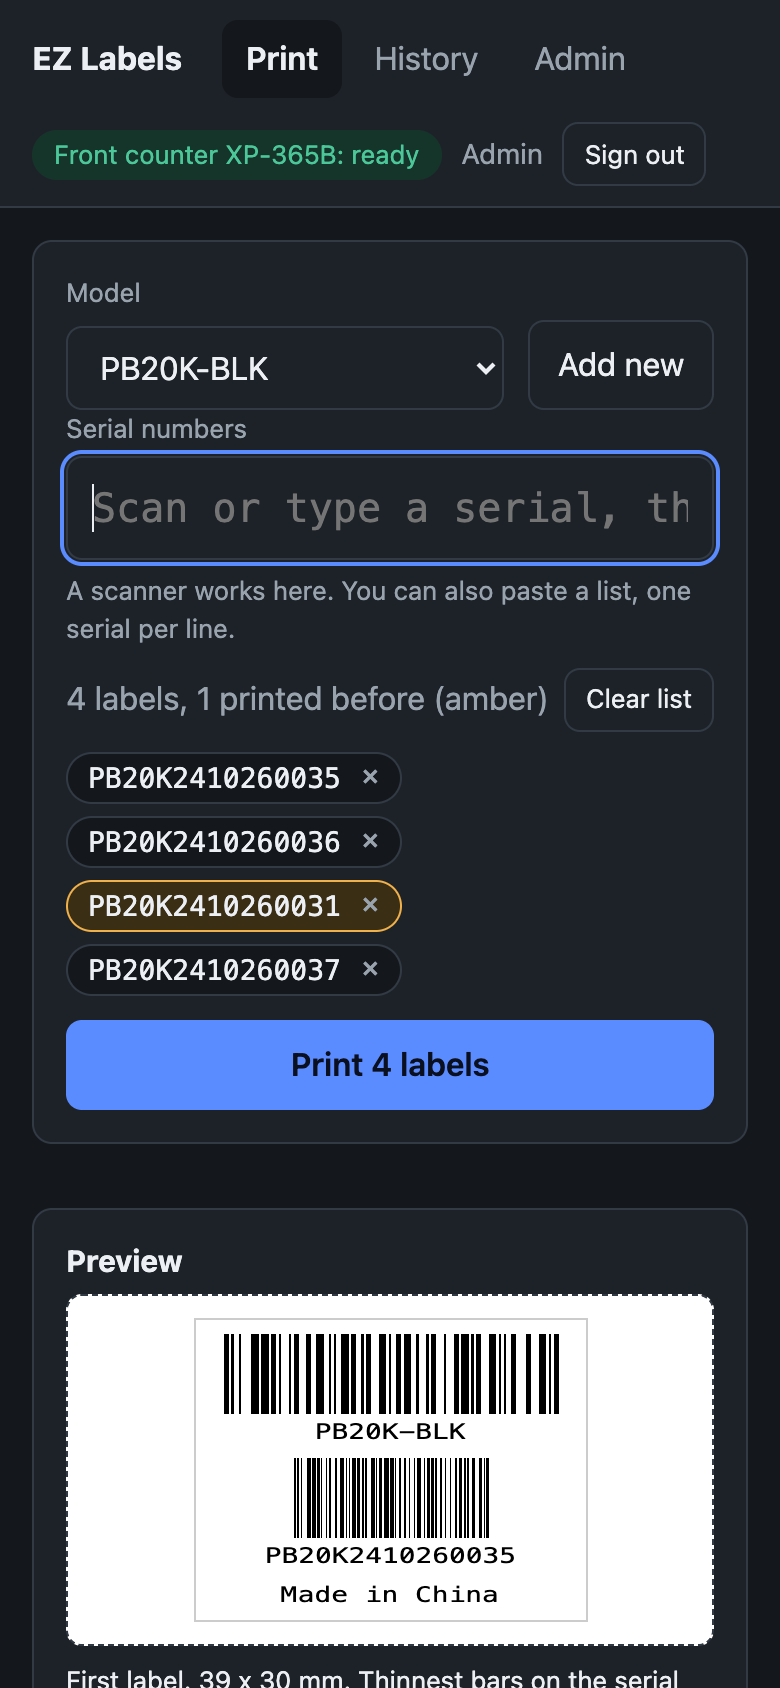 EZ Labels Print History Admin
Front counter XP-365B: ready Admin Sign out
Model
PB20K-BLK Add new
Serial numbers
Scan or type a serial, th
A scanner works here. You can also paste a list, one
serial per line.
4 labels, 1 printed before (amber) Clear list
PB20K2410260035 ×
PB20K2410260036 ×
PB20K2410260031 ×
PB20K2410260037 ×
Print 4 labels
Preview
PB20K-BLK
PB20K2410260035
Made in China
First label. 39 x 30 mm. Thinnest bars on the serial